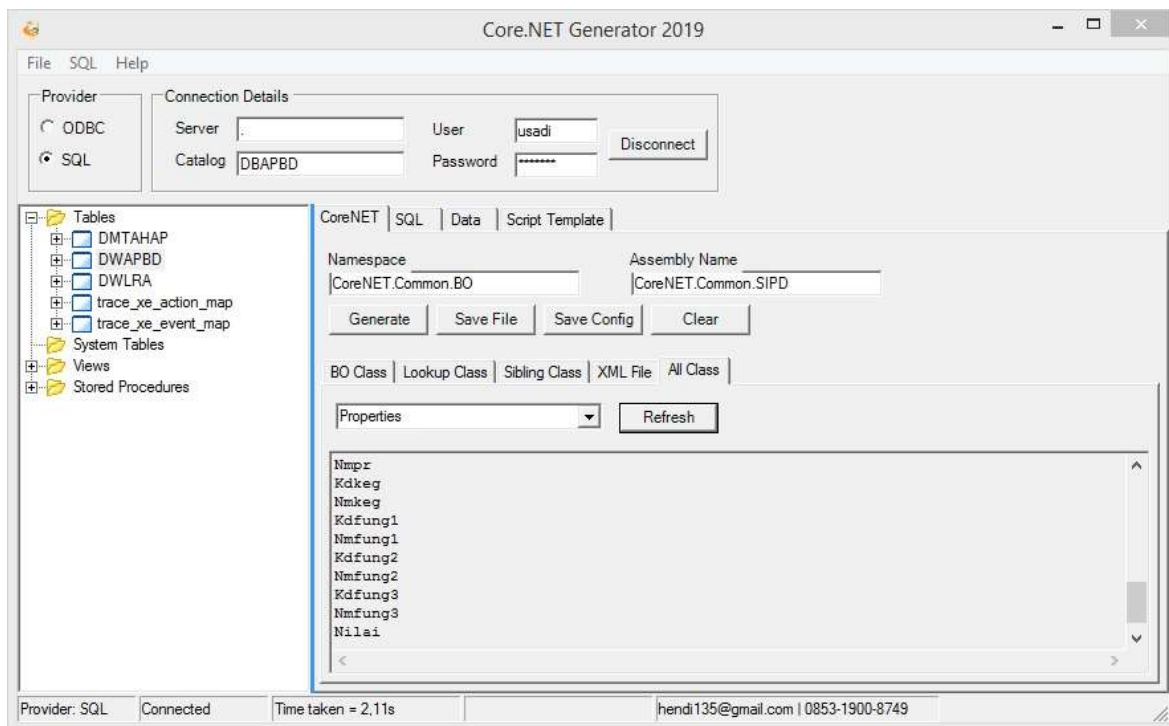 Core.NET Generator 2019
File SQL Help
Provider
ODBC
SQL
Connection Details
Server .
Catalog DBAPBD
User usadi
Password *******
Disconnect
Tables
DMTAHAP
DWAPBD
DWLRA
trace_xe_action_map
trace_xe_event_map
System Tables
Views
Stored Procedures
CoreNET SQL Data Script Template
Namespace
CoreNET.Common.BO
Assembly Name
CoreNET.Common.SIPD
Generate Save File Save Config Clear
BO Class Lookup Class Sibling Class XML File All Class
Properties Refresh
Nmpr
Kdkeg
Nmkeg
Kdfung1
Nmfung1
Kdfung2
Nmfung2
Kdfung3
Nmfung3
Nilai
Provider: SQL Connected Time taken = 2,11s hendi135@gmail.com | 0853-1900-8749